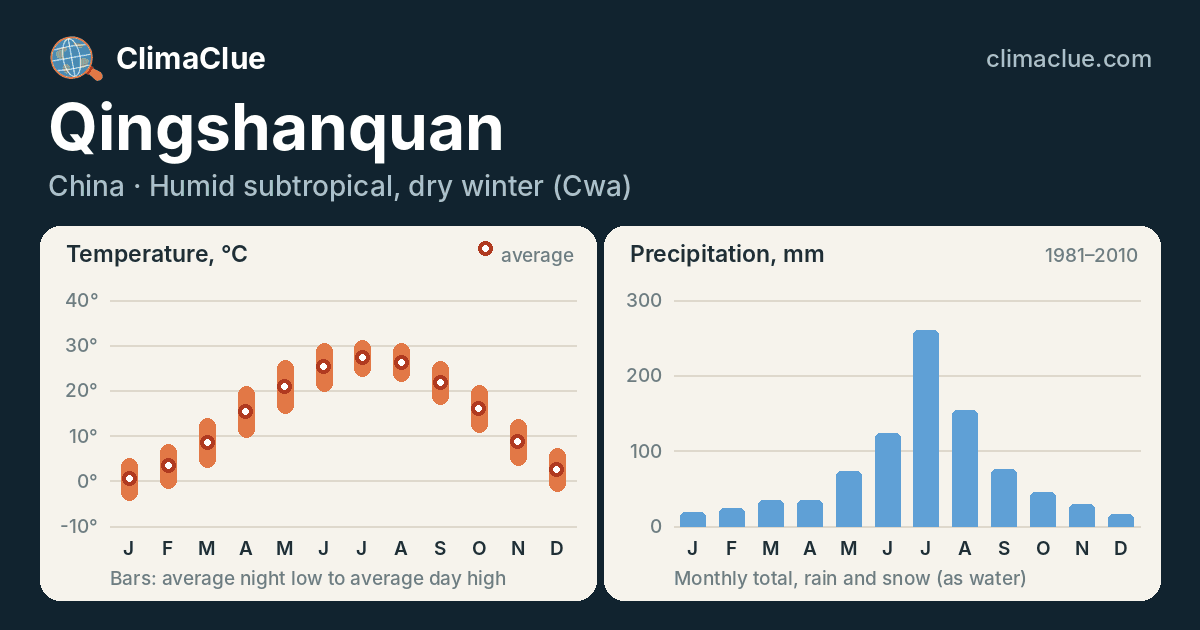 ClimaClue
climaclue.com
Qingshanquan
China · Humid subtropical, dry winter (Cwa)
Temperature, °C
average
40°
30°
20°
10°
0°
-10°
J F M A M J J A S O N D
Bars: average night low to average day high
Precipitation, mm
1981–2010
300
200
100
0
J F M A M J J A S O N D
Monthly total, rain and snow (as water)